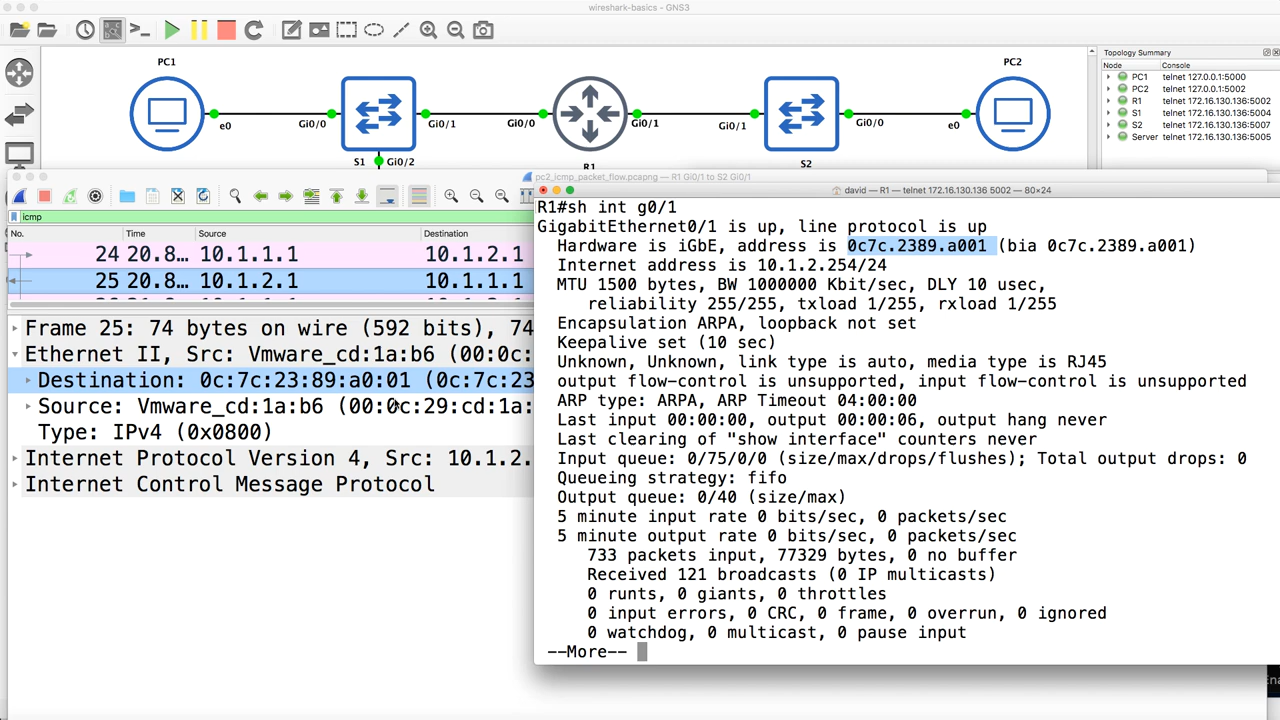 wireshark-basics - GNS3
PC1
PC2
e0
Gi0/0
Gi0/1
Gi0/0
Gi0/1
Gi0/1
Gi0/0
e0
S1
Gi0/2
R1
S2
Topology Summary
Node Console
PC1 telnet 127.0.0.1:5000
PC2 telnet 127.0.0.1:5002
R1 telnet 172.16.130.136:5002
S1 telnet 172.16.130.136:5004
S2 telnet 172.16.130.136:5007
Server telnet 172.16.130.136:5005
pc2_icmp_packet_flow.pcapng — R1 Gi0/1 to S2 Gi0/1
icmp
No. Time Source Destination
24 20.8… 10.1.1.1 10.1.2.1
25 20.8… 10.1.2.1 10.1.1.1
Frame 25: 74 bytes on wire (592 bits), 74
Ethernet II, Src: Vmware_cd:1a:b6 (00:0c:
Destination: 0c:7c:23:89:a0:01 (0c:7c:23
Source: Vmware_cd:1a:b6 (00:0c:29:cd:1a:
Type: IPv4 (0x0800)
Internet Protocol Version 4, Src: 10.1.2.
Internet Control Message Protocol
david — R1 — telnet 172.16.130.136 5002 — 80×24
R1#sh int g0/1
GigabitEthernet0/1 is up, line protocol is up
Hardware is iGbE, address is 0c7c.2389.a001 (bia 0c7c.2389.a001)
Internet address is 10.1.2.254/24
MTU 1500 bytes, BW 1000000 Kbit/sec, DLY 10 usec,
reliability 255/255, txload 1/255, rxload 1/255
Encapsulation ARPA, loopback not set
Keepalive set (10 sec)
Unknown, Unknown, link type is auto, media type is RJ45
output flow-control is unsupported, input flow-control is unsupported
ARP type: ARPA, ARP Timeout 04:00:00
Last input 00:00:00, output 00:00:06, output hang never
Last clearing of "show interface" counters never
Input queue: 0/75/0/0 (size/max/drops/flushes); Total output drops: 0
Queueing strategy: fifo
Output queue: 0/40 (size/max)
5 minute input rate 0 bits/sec, 0 packets/sec
5 minute output rate 0 bits/sec, 0 packets/sec
733 packets input, 77329 bytes, 0 no buffer
Received 121 broadcasts (0 IP multicasts)
0 runts, 0 giants, 0 throttles
0 input errors, 0 CRC, 0 frame, 0 overrun, 0 ignored
0 watchdog, 0 multicast, 0 pause input
--More--